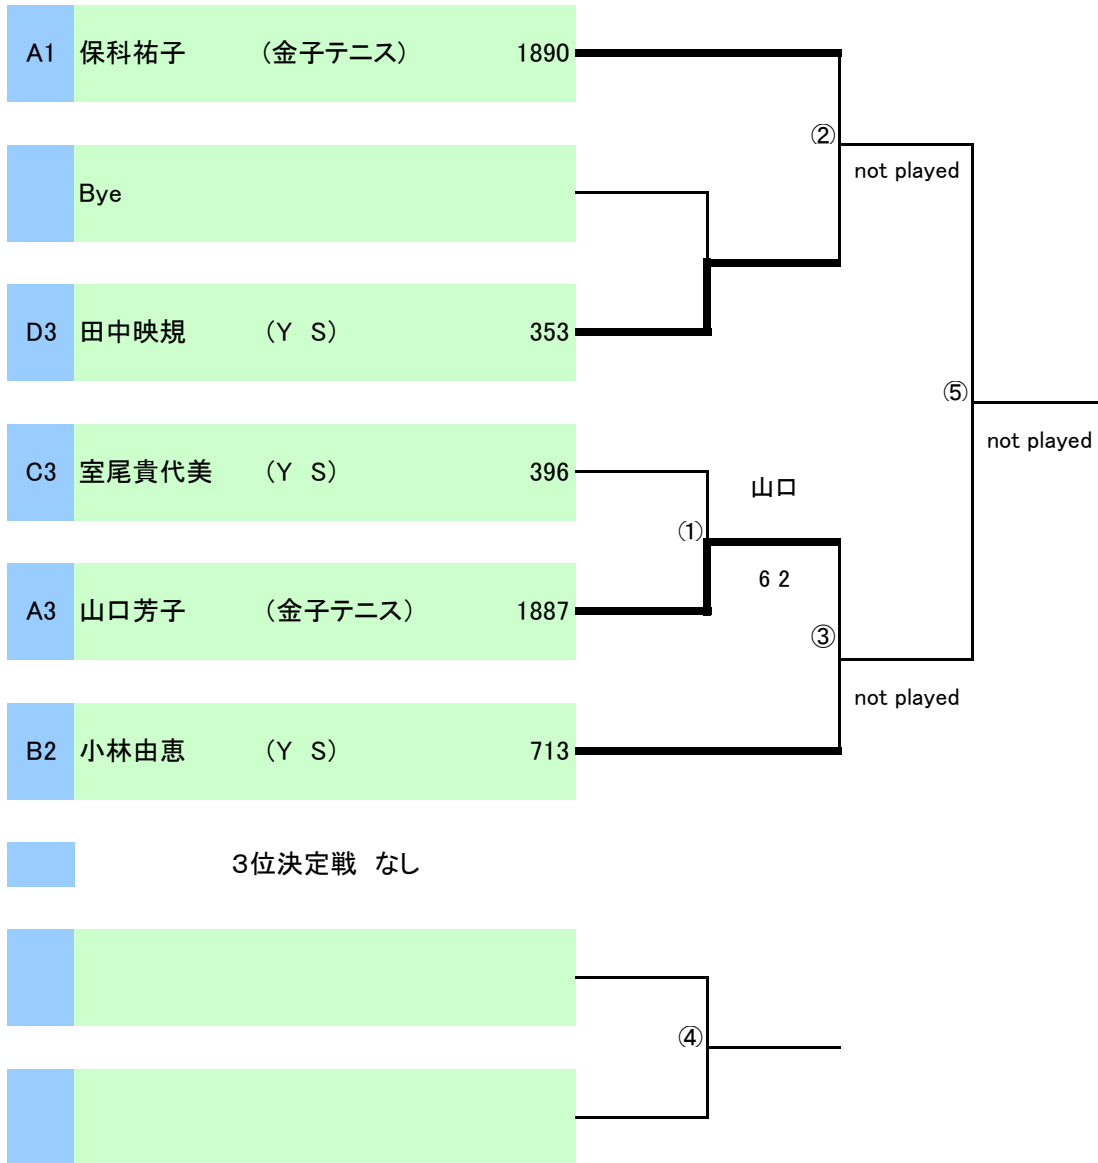 A1 保科祐子 (金子テニス) 1890
②
not played
Bye
D3 田中映規 (Y S) 353
⑤
not played
C3 室尾貴代美 (Y S) 396
山口
①
6 2
A3 山口芳子 (金子テニス) 1887
③
not played
B2 小林由恵 (Y S) 713
3位決定戦 なし
④